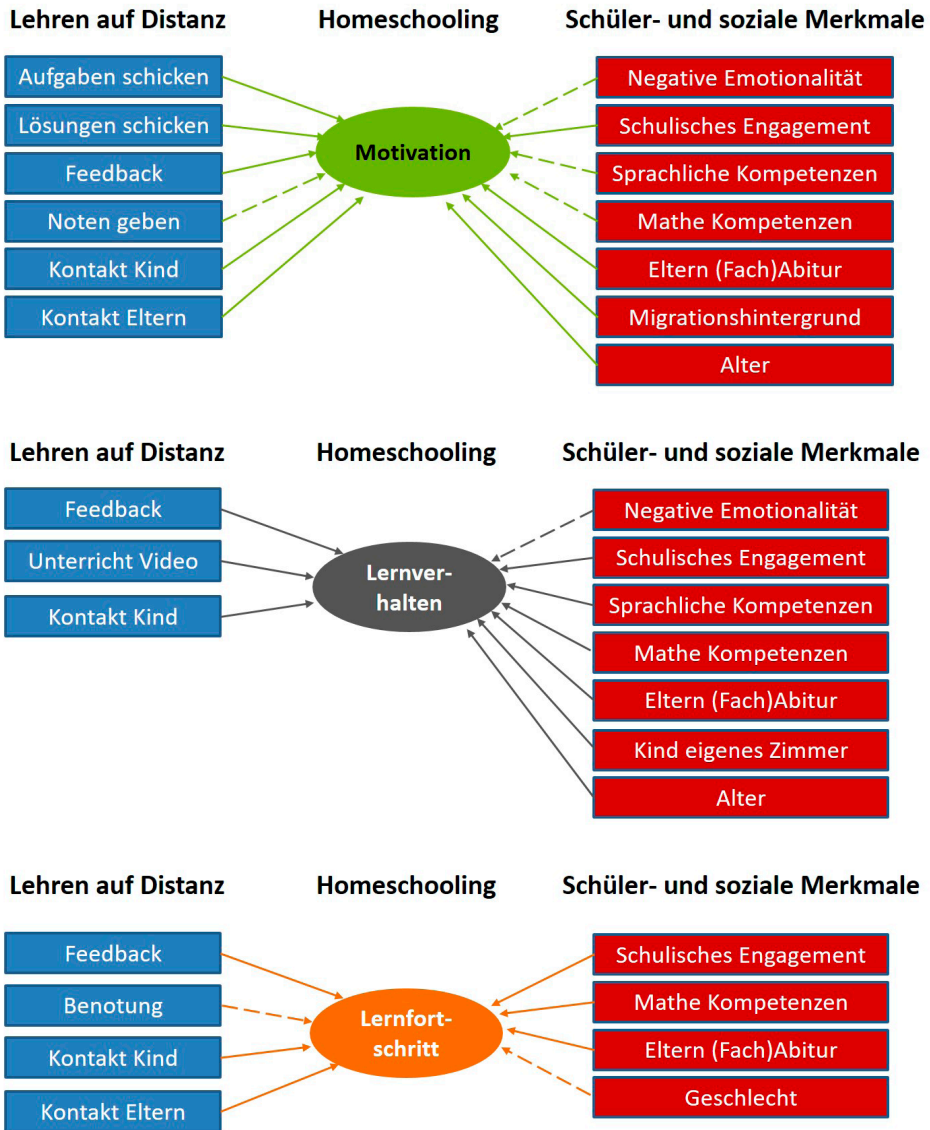 Lehren auf Distanz
Homeschooling
Schüler- und soziale Merkmale
Aufgaben schicken
Lösungen schicken
Feedback
Noten geben
Kontakt Kind
Kontakt Eltern
Motivation
Negative Emotionalität
Schulisches Engagement
Sprachliche Kompetenzen
Mathe Kompetenzen
Eltern (Fach)Abitur
Migrationshintergrund
Alter
Lehren auf Distanz
Homeschooling
Schüler- und soziale Merkmale
Feedback
Unterricht Video
Kontakt Kind
Lernver-
halten
Negative Emotionalität
Schulisches Engagement
Sprachliche Kompetenzen
Mathe Kompetenzen
Eltern (Fach)Abitur
Kind eigenes Zimmer
Alter
Lehren auf Distanz
Homeschooling
Schüler- und soziale Merkmale
Feedback
Benotung
Kontakt Kind
Kontakt Eltern
Lernfort-
schritt
Schulisches Engagement
Mathe Kompetenzen
Eltern (Fach)Abitur
Geschlecht